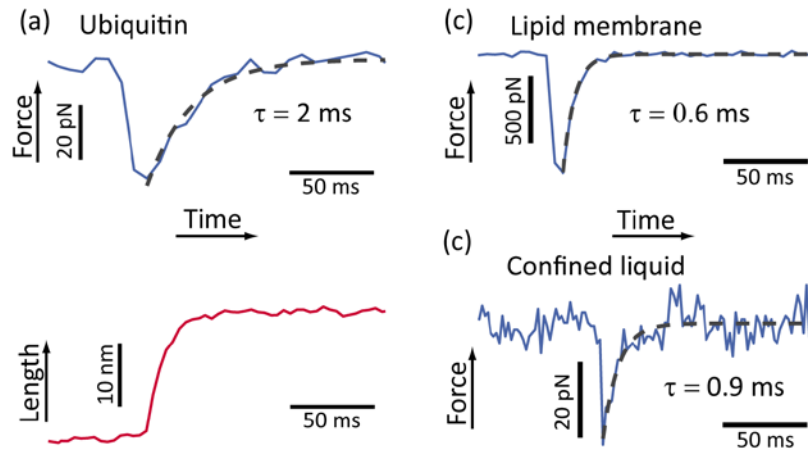 (a) Ubiquitin
Force
20 pN
τ = 2 ms
50 ms
Time
Length
10 nm
50 ms
(c) Lipid membrane
Force
500 pN
τ = 0.6 ms
50 ms
Time
(c)
Confined liquid
Force
20 pN
τ = 0.9 ms
50 ms